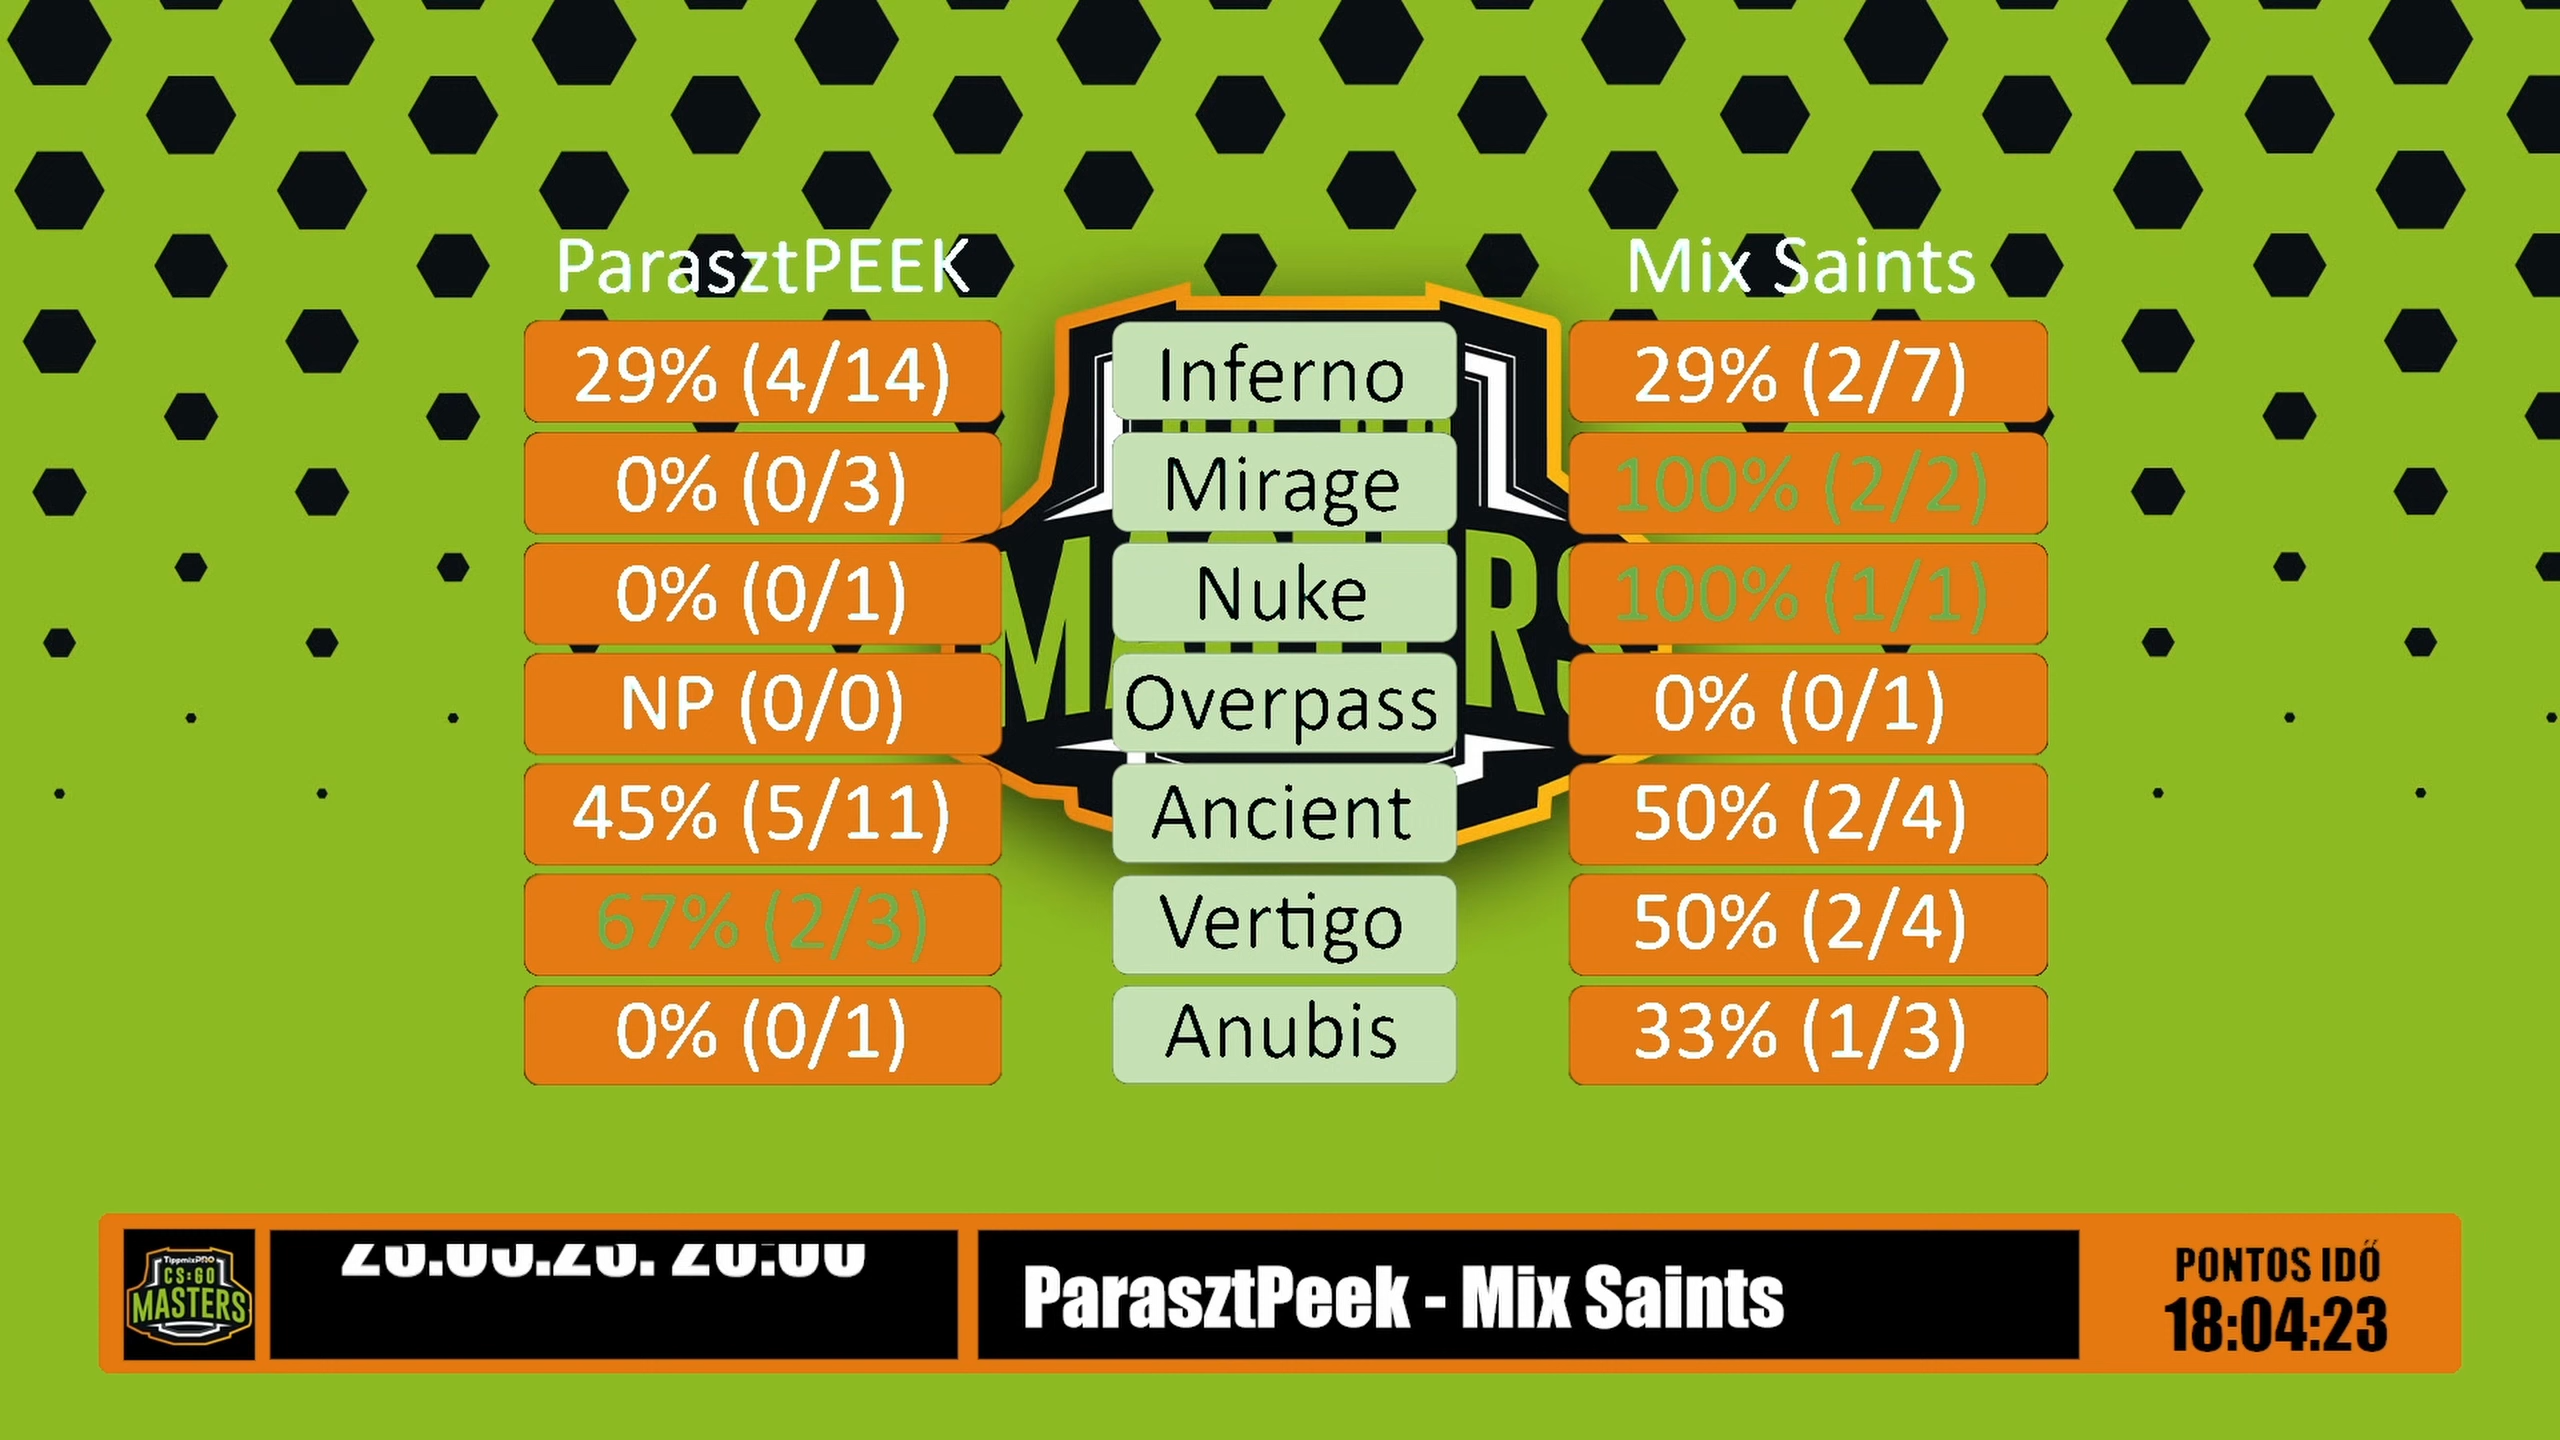 ParasztPEEK Mix Saints
29% (4/14) Inferno 29% (2/7)
0% (0/3) Mirage 100% (2/2)
0% (0/1) Nuke 100% (1/1)
NP (0/0) Overpass 0% (0/1)
45% (5/11) Ancient 50% (2/4)
67% (2/3) Vertigo 50% (2/4)
0% (0/1) Anubis 33% (1/3)
TippmixPRO
CS:GO
MASTERS
ParasztPeek - Mix Saints
PONTOS IDŐ
18:04:23